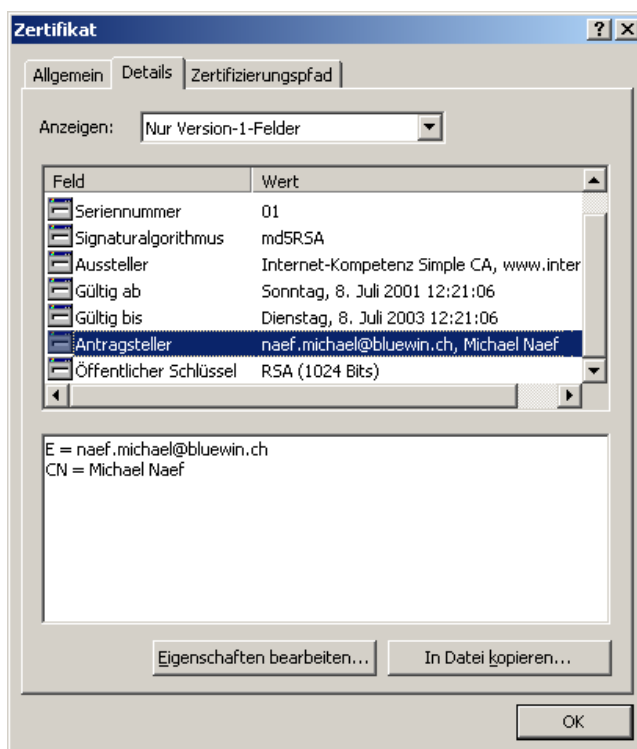 Zertifikat
Allgemein Details Zertifizierungspfad
Anzeigen: Nur Version-1-Felder
Feld Wert
Seriennummer 01
Signaturalgorithmus md5RSA
Aussteller Internet-Kompetenz Simple CA, www.inter
Gültig ab Sonntag, 8. Juli 2001 12:21:06
Gültig bis Dienstag, 8. Juli 2003 12:21:06
Antragsteller naef.michael@bluewin.ch, Michael Naef
Öffentlicher Schlüssel RSA (1024 Bits)
E = naef.michael@bluewin.ch
CN = Michael Naef
Eigenschaften bearbeiten... In Datei kopieren...
OK